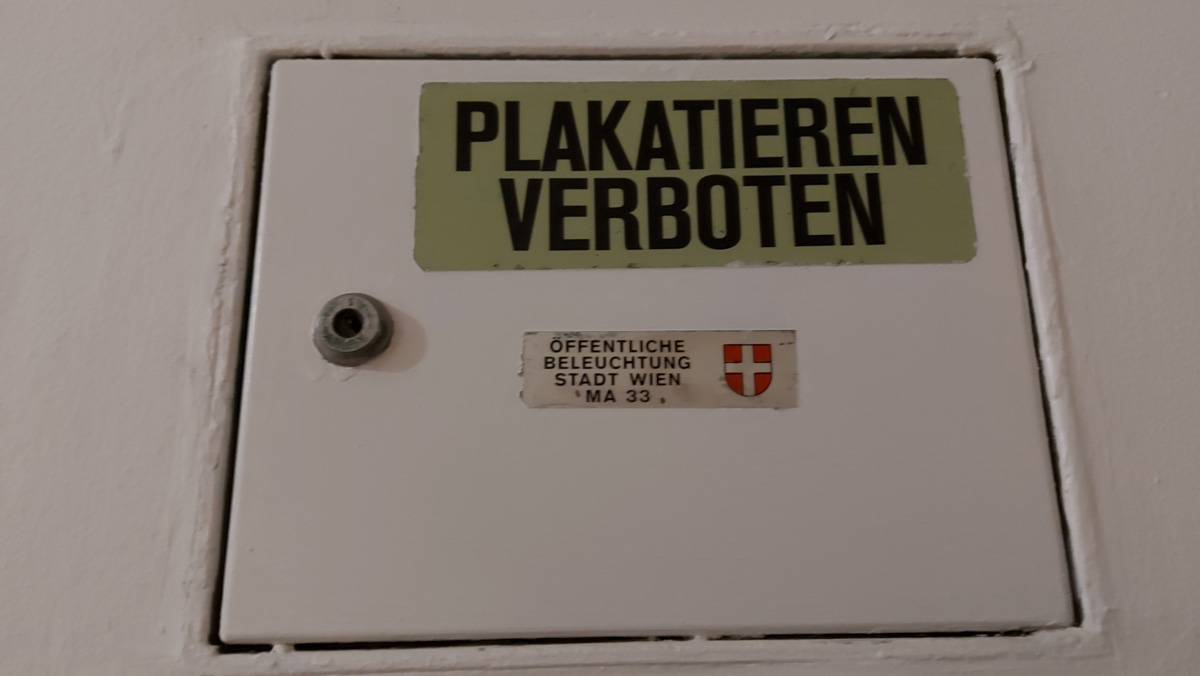 PLAKATIEREN
VERBOTEN
ÖFFENTLICHE
BELEUCHTUNG
STADT WIEN
MA 33